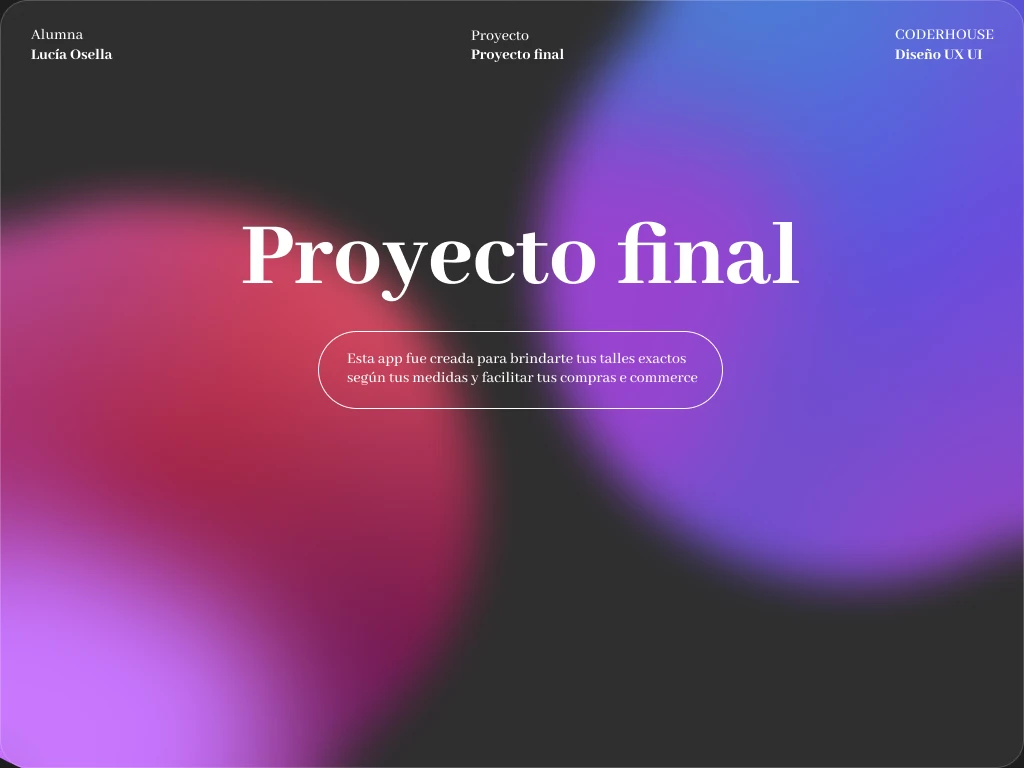 Alumna
Lucía Osella
Proyecto
Proyecto final
CODERHOUSE
Diseño UX UI
Proyecto final
Esta app fue creada para brindarte tus talles exactos
según tus medidas y facilitar tus compras e commerce